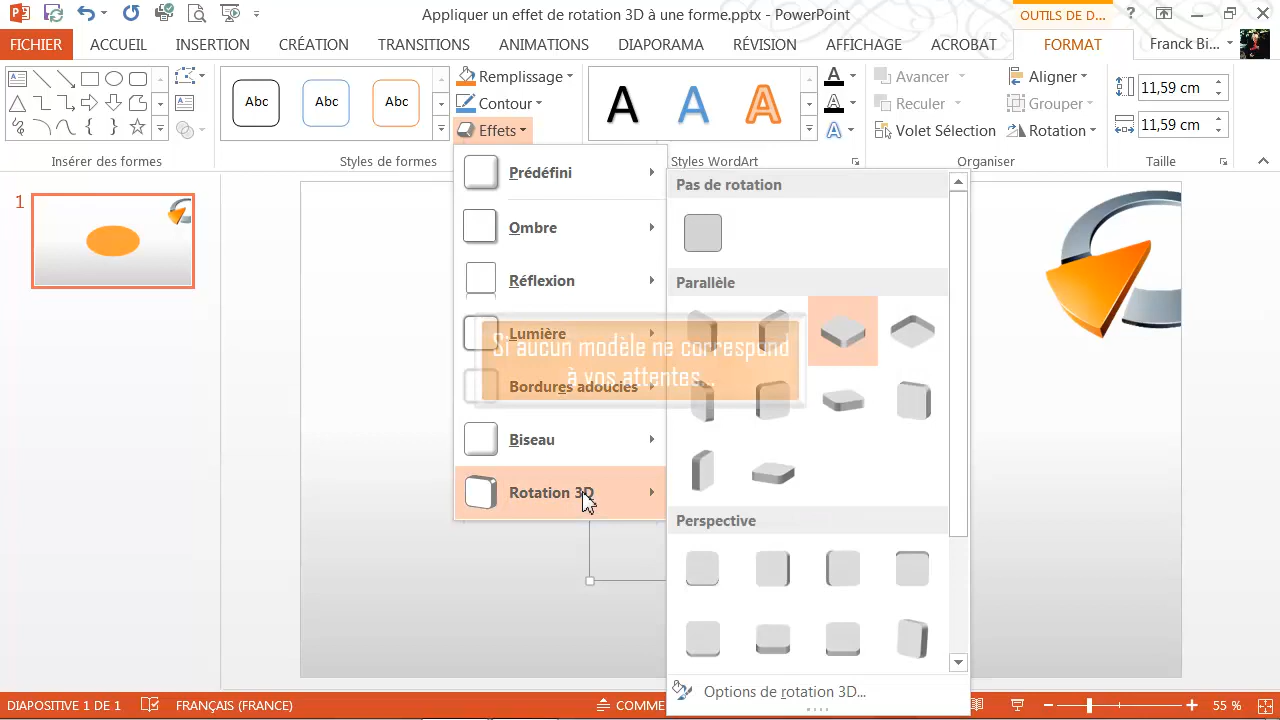 Appliquer un effet de rotation 3D à une forme.pptx - PowerPoint
OUTILS DE D...
?
FICHIER
ACCUEIL
INSERTION
CRÉATION
TRANSITIONS
ANIMATIONS
DIAPORAMA
RÉVISION
AFFICHAGE
ACROBAT
FORMAT
Franck Bi...
Abc
Abc
Abc
Remplissage
Contour
Effets
A
A
A
A
A
A
Avancer
Reculer
Volet Sélection
Aligner
Grouper
Rotation
11,59 cm
11,59 cm
Insérer des formes
Styles de formes
Styles WordArt
Organiser
Taille
1
Prédéfini
Ombre
Réflexion
Lumière
Bordures adoucies
Biseau
Rotation 3D
Pas de rotation
Parallèle
Perspective
Options de rotation 3D...
Si aucun modèle ne correspond
à vos attentes...
DIAPOSITIVE 1 DE 1
FRANÇAIS (FRANCE)
COMME
55 %